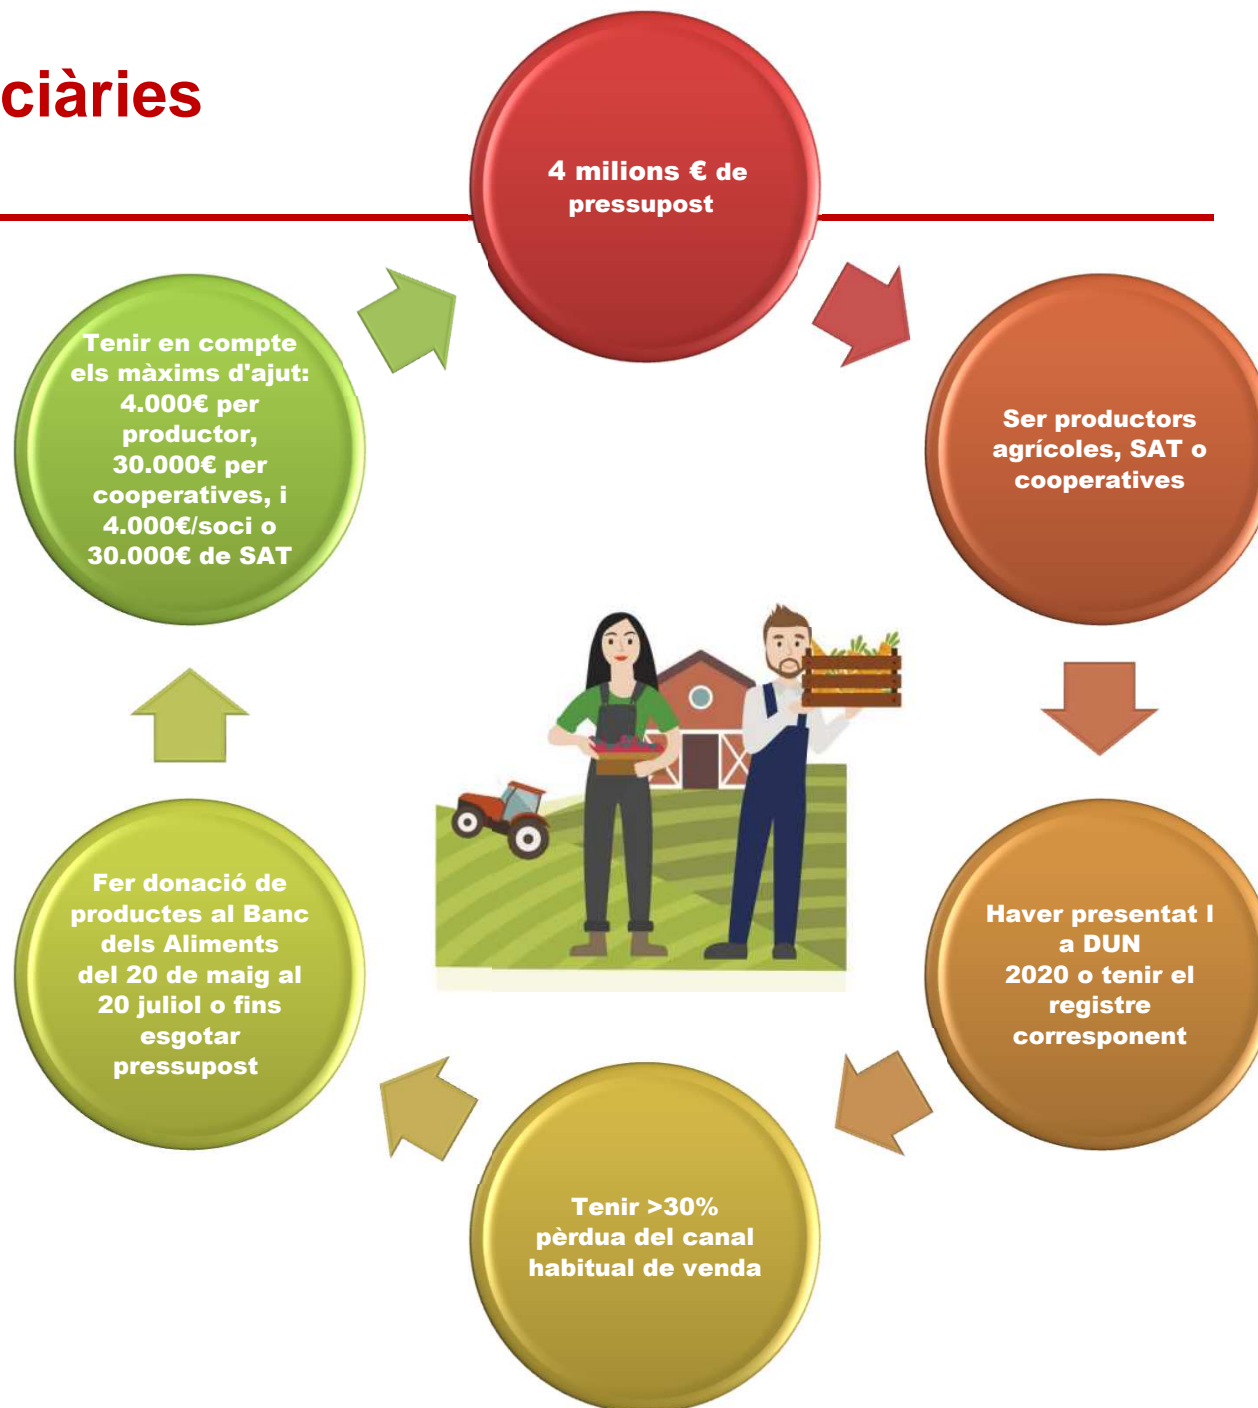 ciàries
4 milions € de
pressupost
Ser productors
agrícoles, SAT o
cooperatives
Haver presentat l
a DUN
2020 o tenir el
registre
corresponent
Tenir >30%
pèrdua del canal
habitual de venda
Fer donació de
productes al Banc
dels Aliments
del 20 de maig al
20 juliol o fins
esgotar
pressupost
Tenir en compte
els màxims d'ajut:
4.000€ per
productor,
30.000€ per
cooperatives, i
4.000€/soci o
30.000€ de SAT